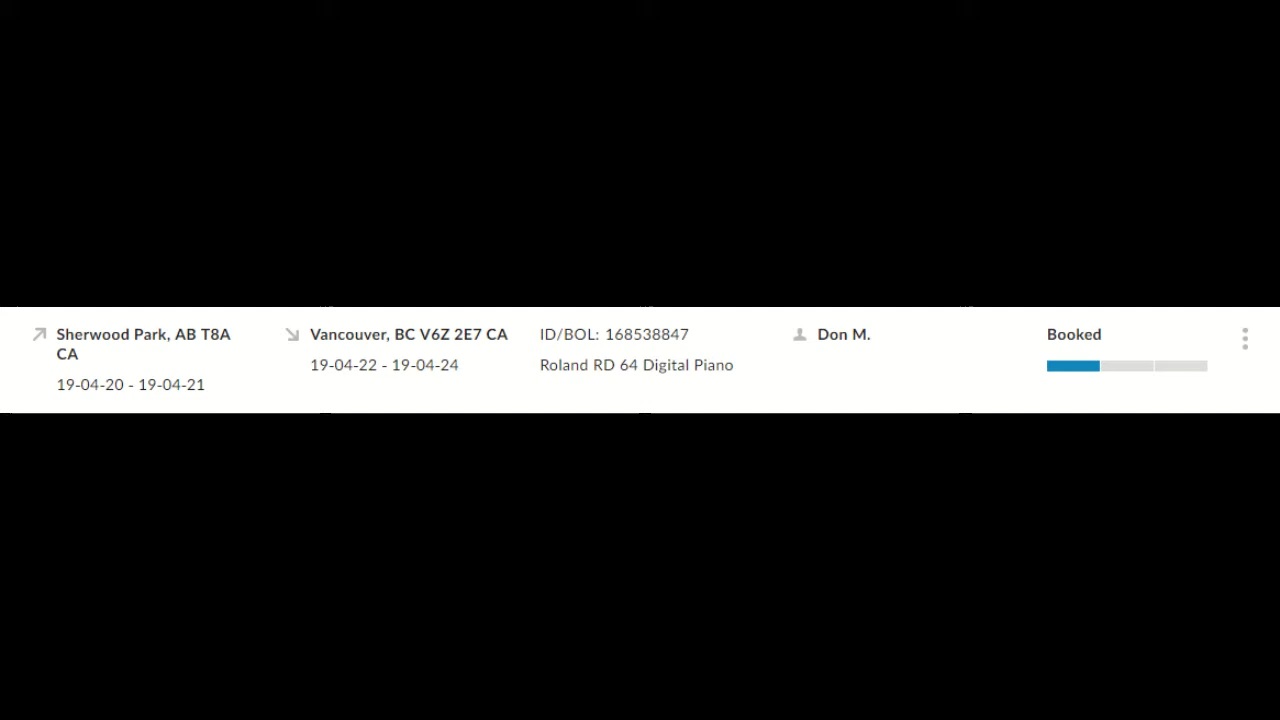 Sherwood Park, AB T8A
CA
19-04-20 - 19-04-21
Vancouver, BC V6Z 2E7 CA
19-04-22 - 19-04-24
ID/BOL: 168538847
Roland RD 64 Digital Piano
Don M.
Booked